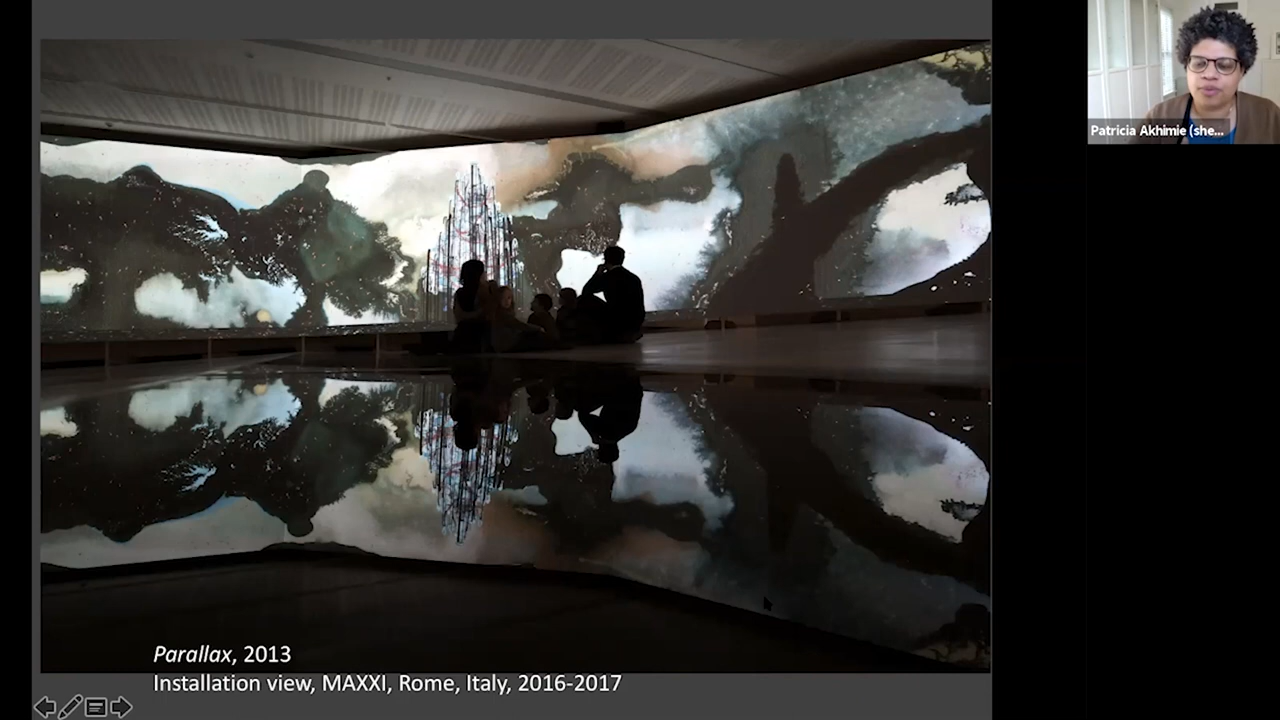 Patricia Akhimie (she...
Parallax, 2013
Installation view, MAXXI, Rome, Italy, 2016-2017